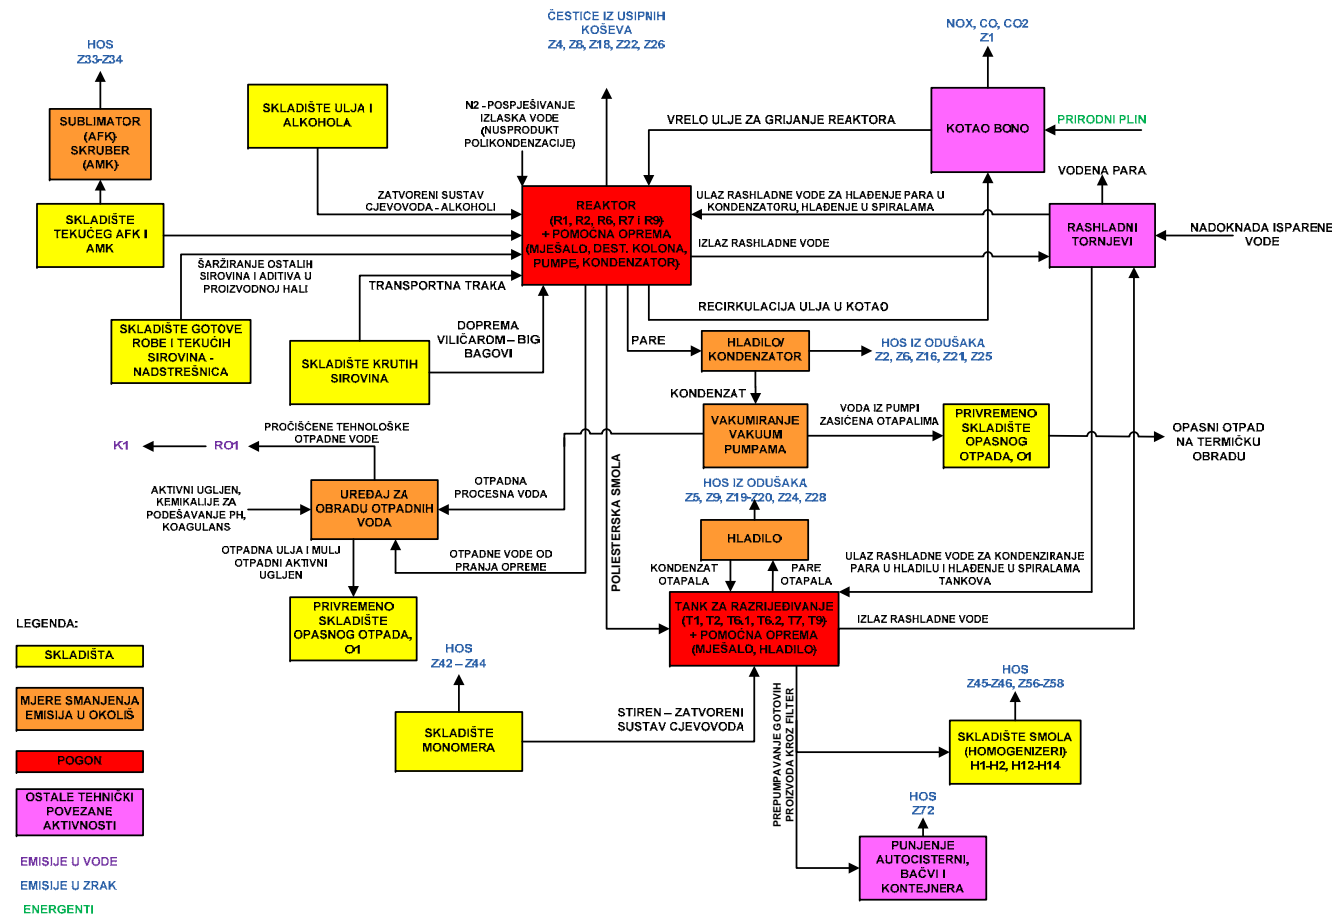 ČESTICE IZ USIPNIH
KOŠEVA
Z4, Z8, Z18, Z22, Z26
NOX, CO, CO2
Z1
HOS
Z33-Z34
SUBLIMATOR
(AFK)
SKRUBER
(AMK)
SKLADIŠTE ULJA I
ALKOHOLA
N2 - POSPJEŠIVANJE
IZLASKA VODE
(NUSPRODUKT
POLIKONDENZACIJE)
VRELO ULJE ZA GRIJANJE REAKTORA
KOTAO BONO
PRIRODNI PLIN
VODENA PARA
SKLADIŠTE
TEKUĆEG AFK I
AMK
ZATVORENI SUSTAV
CJEVOVODA - ALKOHOLI
REAKTOR
(R1, R2, R6, R7 I R9)
+ POMOĆNA OPREMA
(MJEŠALO, DEST. KOLONA,
PUMPE, KONDENZATOR)
ULAZ RASHLADNE VODE ZA HLAĐENJE PARA U
KONDENZATORU, HLAĐENJE U SPIRALAMA
IZLAZ RASHLADNE VODE
RASHLADNI
TORNJEVI
NADOKNADA ISPARENE
VODE
ŠARŽIRANJE OSTALIH
SIROVINA I ADITIVA U
PROIZVODNOJ HALI
TRANSPORTNA TRAKA
RECIRKULACIJA ULJA U KOTAO
SKLADIŠTE GOTOVE
ROBE I TEKUĆIH
SIROVINA -
NADSTREŠNICA
SKLADIŠTE KRUTIH
SIROVINA
DOPREMA
VILIČAROM – BIG
BAGOVI
PARE
HLADILO/
KONDENZATOR
HOS IZ ODUŠAKA
Z2, Z6, Z16, Z21, Z25
KONDENZAT
VAKUMIRANJE
VAKUUM
PUMPAMA
VODA IZ PUMPI
ZASIĆENA OTAPALIMA
PRIVREMENO
SKLADIŠTE
OPASNOG
OTPADA, O1
OPASNI OTPAD
NA TERMIČKU
OBRADU
K1
RO1
PROČIŠĆENE TEHNOLOŠKE
OTPADNE VODE
AKTIVNI UGLJEN,
KEMIKALIJE ZA
PODEŠAVANJE PH,
KOAGULANS
UREĐAJ ZA
OBRADU OTPADNIH
VODA
OTPADNA
PROCESNA VODA
POLIESTERSKA SMOLA
HOS IZ ODUŠAKA
Z5, Z9, Z19-Z20, Z24, Z28
HLADILO
OTPADNA ULJA I MULJ
OTPADNI AKTIVNI
UGLJEN
OTPADNE VODE OD
PRANJA OPREME
KONDENZAT
OTAPALA
PARE
OTAPALA
ULAZ RASHLADNE VODE ZA KONDENZIRANJE
PARA U HLADILU I HLAĐENJE U SPIRALAMA
TANKOVA
PRIVREMENO
SKLADIŠTE
OPASNOG OTPADA,
O1
TANK ZA RAZRIJEĐIVANJE
(T1, T2, T6.1, T6.2, T7, T9)
+ POMOĆNA OPREMA
(MJEŠALO, HLADILO)
IZLAZ RASHLADNE VODE
LEGENDA:
SKLADIŠTA
MJERE SMANJENJA
EMISIJA U OKOLIŠ
POGON
OSTALE TEHNIČKI
POVEZANE
AKTIVNOSTI
EMISIJE U VODE
EMISIJE U ZRAK
ENERGENTI
HOS
Z42 – Z44
SKLADIŠTE
MONOMERA
STIREN – ZATVORENI
SUSTAV CJEVOVODA
PREPUMPAVANJE GOTOVIH
PROIZVODA KROZ FILTER
HOS
Z45-Z46, Z56-Z58
SKLADIŠTE SMOLA
(HOMOGENIZERI)
H1-H2, H12-H14
HOS
Z72
PUNJENJE
AUTOCISTERNI,
BAČVI I
KONTEJNERA